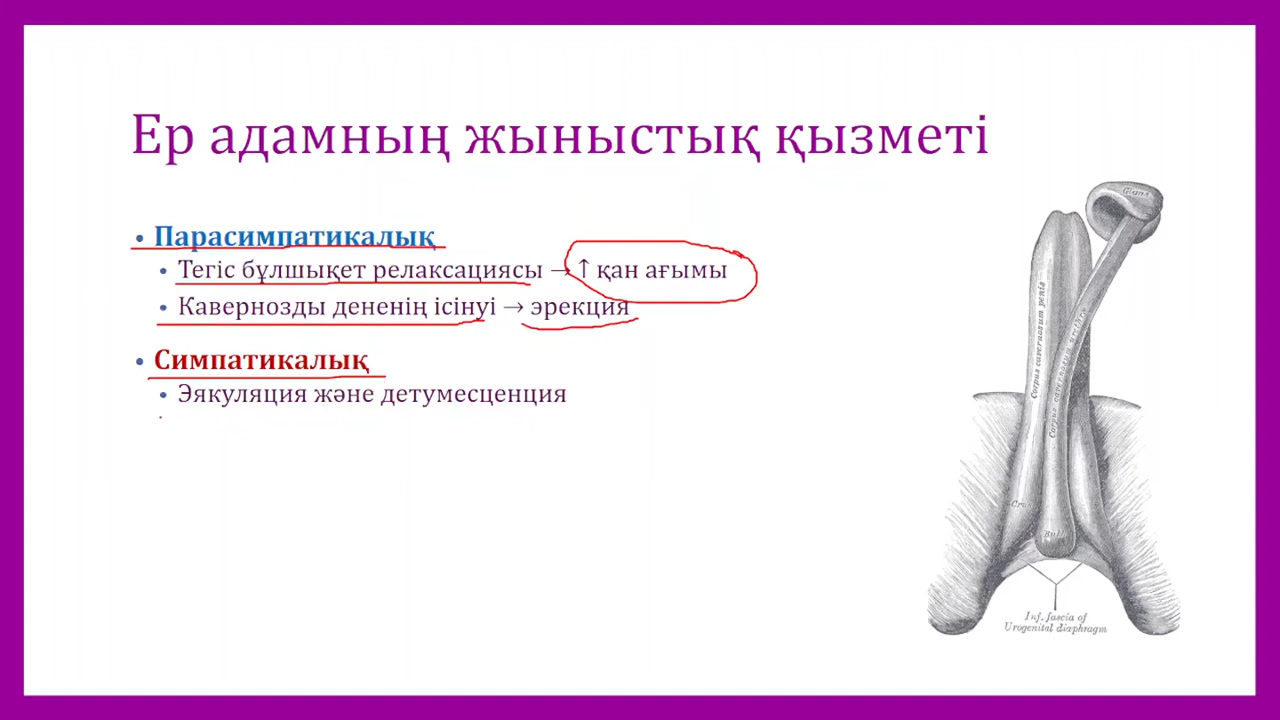 Ер адамның жыныстық қызметі
• Парасимпатикалық
• Тегіс бұлшықет релаксациясы → ↑ қан ағымы
• Кавернозды дененің ісінуі → эрекция
• Симпатикалық
• Эякуляция және детумесценция
Glans
Corpus cavernosum penis
Corpus cavernosum urethræ
Crus
Bulb
Inf. fascia of
Urogenital diaphragm